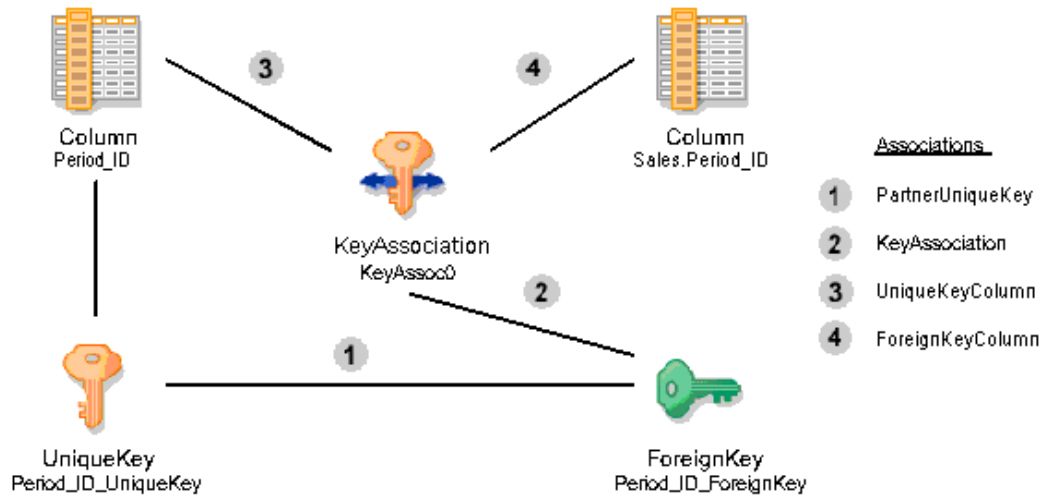 3
4
Column
Period_ID
Column
Sales.Period_ID
KeyAssociation
KeyAssoc0
2
1
UniqueKey
Period_ID_UniqueKey
ForeignKey
Period_ID_ForeignKey
Associations
1 PartnerUniqueKey
2 KeyAssociation
3 UniqueKeyColumn
4 ForeignKeyColumn